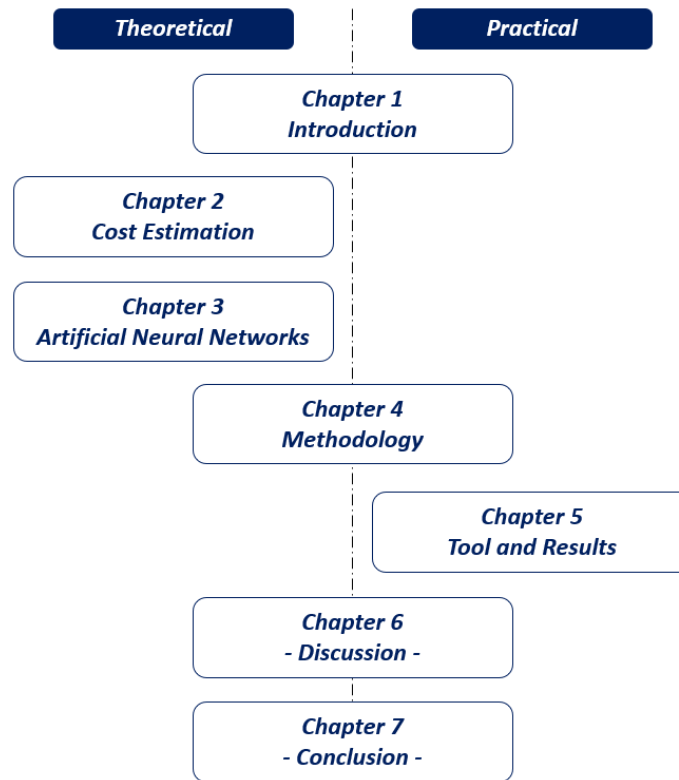 Theoretical
Practical
Chapter 1
Introduction
Chapter 2
Cost Estimation
Chapter 3
Artificial Neural Networks
Chapter 4
Methodology
Chapter 5
Tool and Results
Chapter 6
- Discussion -
Chapter 7
- Conclusion -